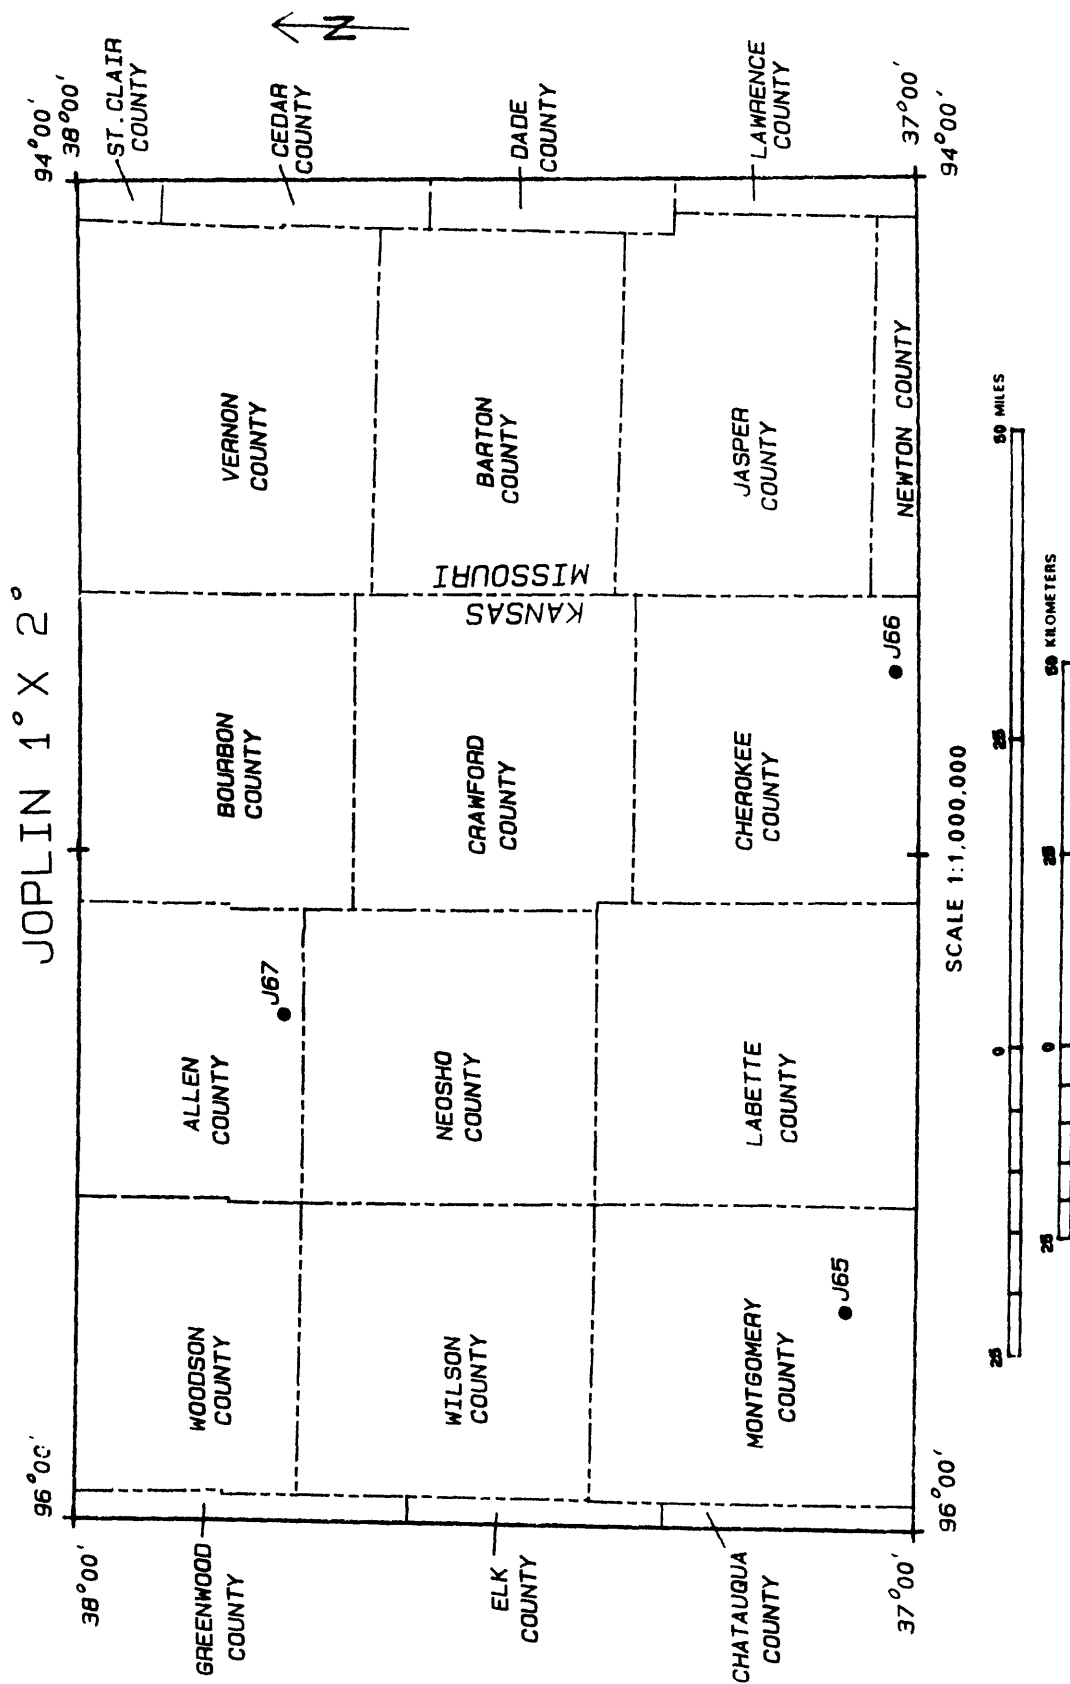 JOPLIN 1° X 2°
96°00'
94°00'
38°00'
38°00'
GREENWOOD
COUNTY
WOODSON
COUNTY
ALLEN
COUNTY
J67
BOURBON
COUNTY
VERNON
COUNTY
ST. CLAIR
COUNTY
CEDAR
COUNTY
N
ELK
COUNTY
WILSON
COUNTY
NEOSHO
COUNTY
CRAWFORD
COUNTY
KANSAS
MISSOURI
BARTON
COUNTY
DADE
COUNTY
CHATAUQUA
COUNTY
MONTGOMERY
COUNTY
J65
LABETTE
COUNTY
CHEROKEE
COUNTY
J66
JASPER
COUNTY
NEWTON COUNTY
LAWRENCE
COUNTY
37°00'
37°00'
96°00'
94°00'
SCALE 1:1,000,000
25 0 25 50 MILES
25 0 25 50 KILOMETERS